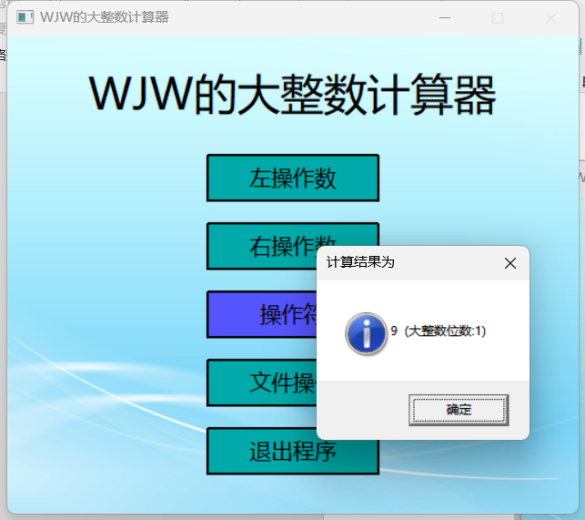 WJW的大整数计算器
WJW的大整数计算器
左操作数
右操作数
计算结果为
9 (大整数位数:1)
操作符
文件操
确定
退出程序